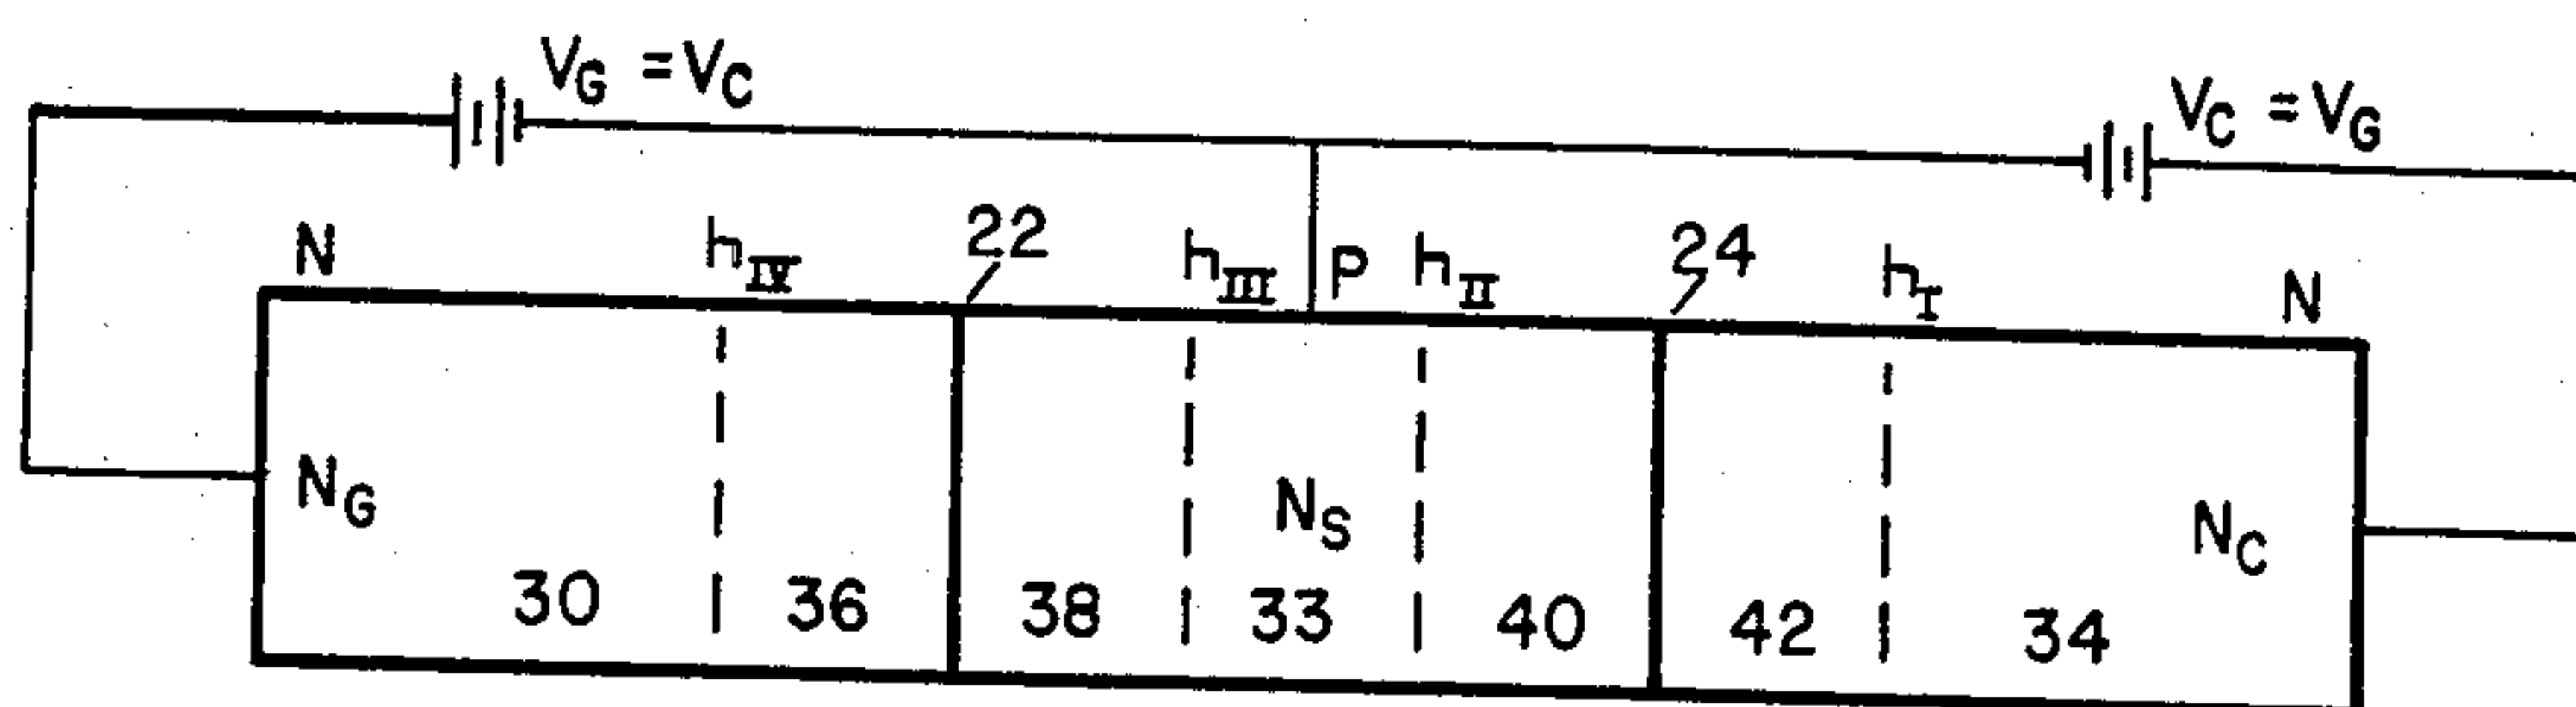 V_G = V_C
V_C = V_G
N h_IV 22 h_III P h_II 24 h_I N
N_G N_S N_C
30 36 38 33 40 42 34